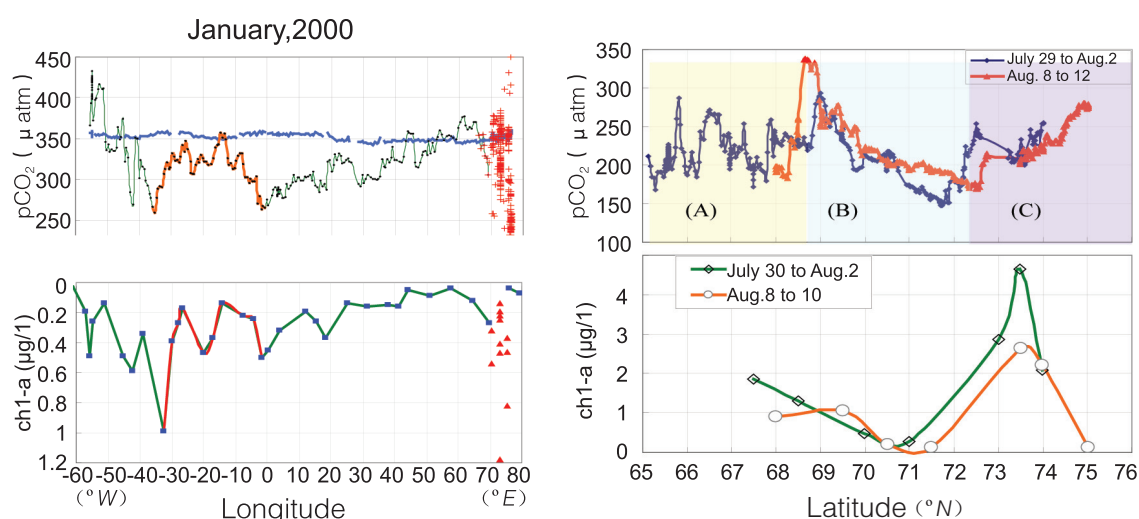 January,2000
pCO₂ ( μ atm )
450
400
350
300
250
ch1-a (μg/1)
0
0.2
0.4
0.6
0.8
1
1.2
-60 -50 -40 -30 -20 -10 0 10 20 30 40 50 60 70 80
(°W) Longitude (°E)
pCO₂ ( μ atm )
350
300
250
200
150
100
July 29 to Aug.2
Aug. 8 to 12
(A) (B) (C)
ch1-a (μg/1)
4
3
2
1
0
July 30 to Aug.2
Aug.8 to 10
65 66 67 68 69 70 71 72 73 74 75 76
Latitude (°N)